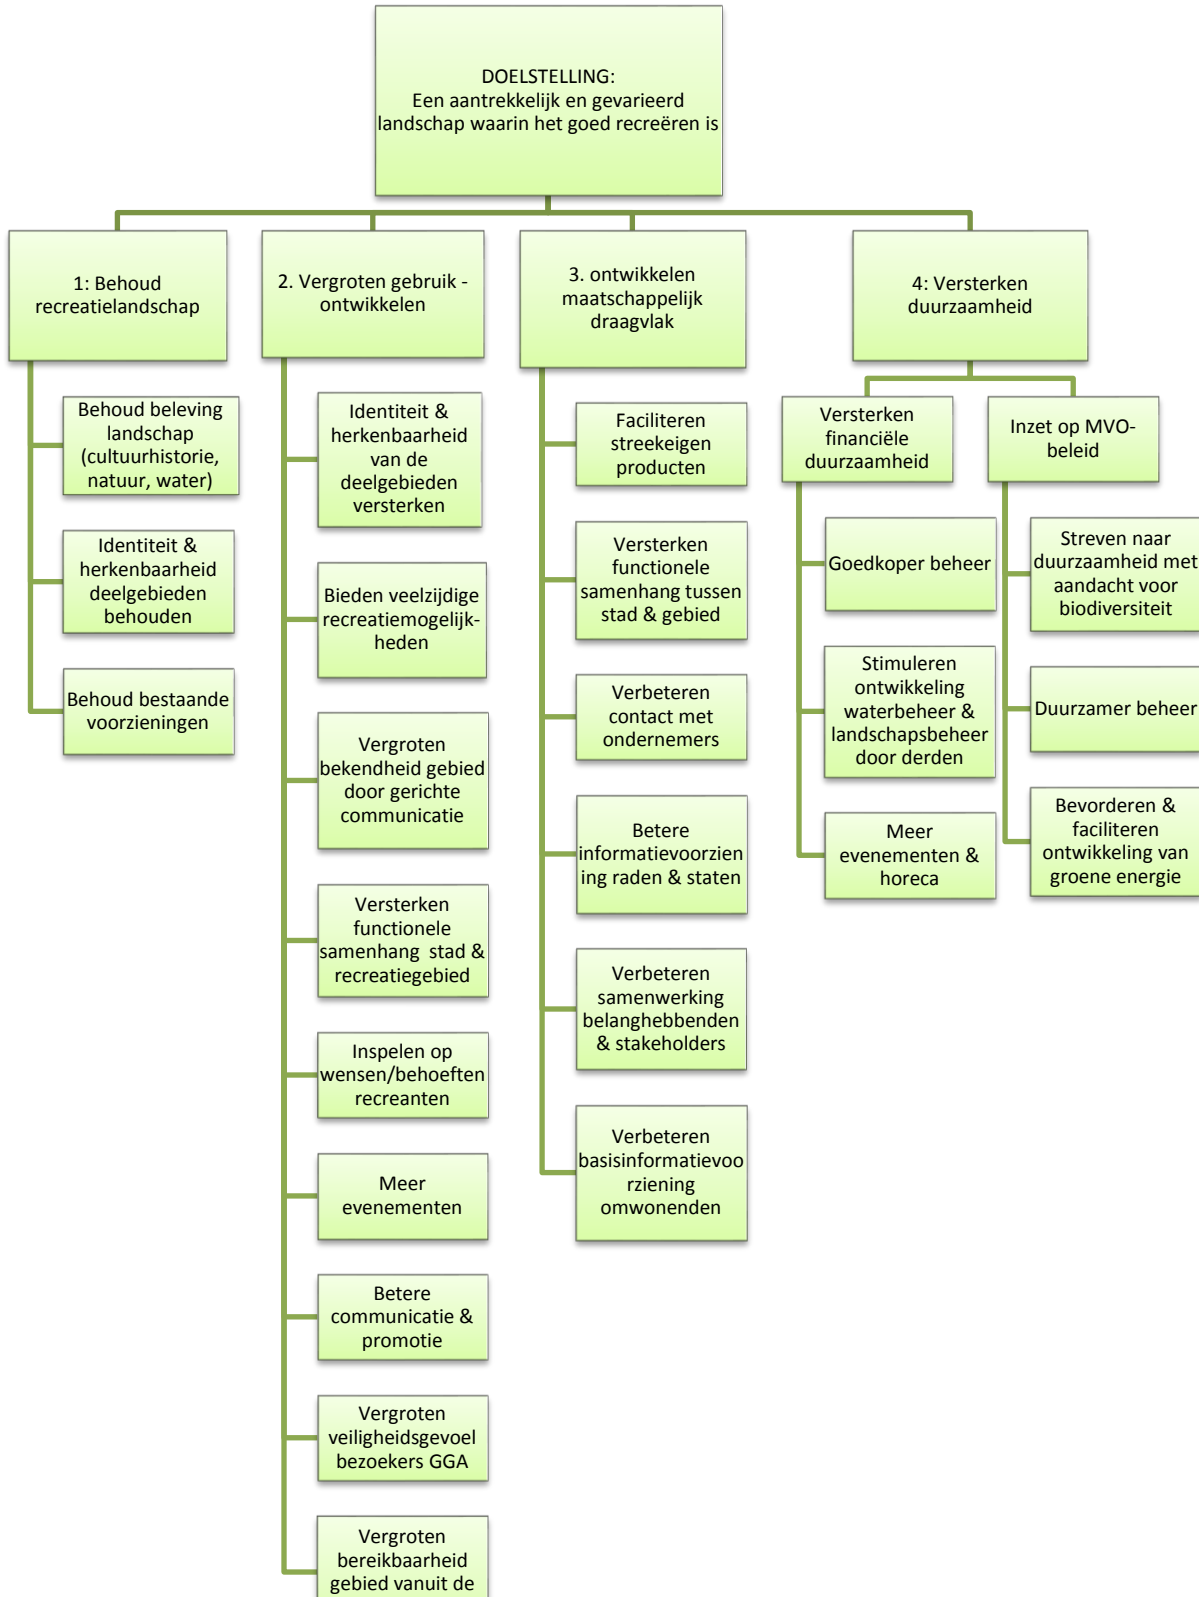 DOELSTELLING:
Een aantrekkelijk en gevarieerd
landschap waarin het goed recreëren is
1: Behoud
recreatielandschap
Behoud beleving
landschap
(cultuurhistorie,
natuur, water)
Identiteit &
herkenbaarheid
deelgebieden
behouden
Behoud bestaande
voorzieningen
2. Vergroten gebruik -
ontwikkelen
Identiteit &
herkenbaarheid
van de
deelgebieden
versterken
Bieden veelzijdige
recreatiemogelijk-
heden
Vergroten
bekendheid gebied
door gerichte
communicatie
Versterken
functionele
samenhang stad &
recreatiegebied
Inspelen op
wensen/behoeften
recreanten
Meer
evenementen
Betere
communicatie &
promotie
Vergroten
veiligheidsgevoel
bezoekers GGA
Vergroten
bereikbaarheid
gebied vanuit de
3. ontwikkelen
maatschappelijk
draagvlak
Faciliteren
streekeigen
producten
Versterken
functionele
samenhang tussen
stad & gebied
Verbeteren
contact met
ondernemers
Betere
informatievoorzien
ing raden & staten
Verbeteren
samenwerking
belanghebbenden
& stakeholders
Verbeteren
basisinformatievoo
rziening
omwonenden
4: Versterken
duurzaamheid
Versterken
financiële
duurzaamheid
Goedkoper beheer
Stimuleren
ontwikkeling
waterbeheer &
landschapsbeheer
door derden
Meer
evenementen &
horeca
Inzet op MVO-
beleid
Streven naar
duurzaamheid met
aandacht voor
biodiversiteit
Duurzamer beheer
Bevorderen &
faciliteren
ontwikkeling van
groene energie